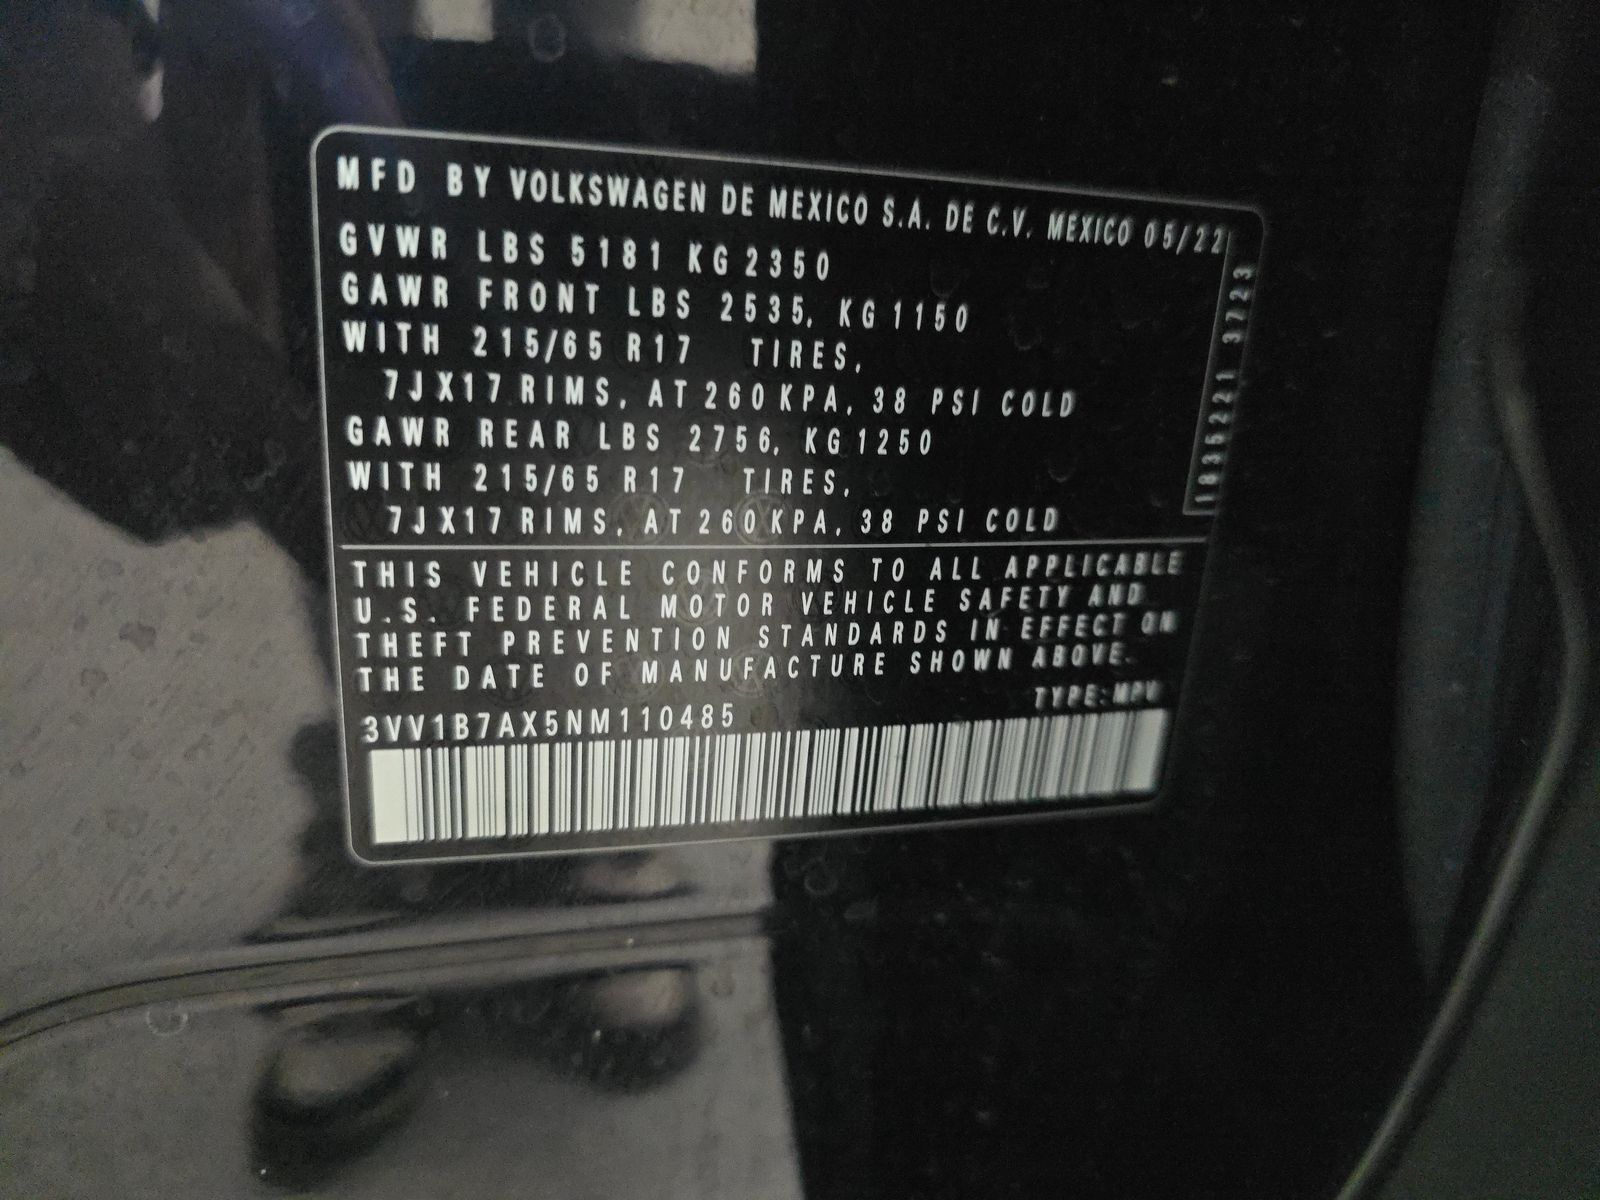 MFD BY VOLKSWAGEN DE MEXICO S.A. DE C.V. MEXICO 05/22
GVWR LBS 5181 KG 2350
GAWR FRONT LBS 2535, KG 1150
WITH 215/65 R17 TIRES,
7JX17 RIMS, AT 260 KPA, 38 PSI COLD
GAWR REAR LBS 2756, KG 1250
WITH 215/65 R17 TIRES,
7JX17 RIMS, AT 260 KPA, 38 PSI COLD
1835221 3723
THIS VEHICLE CONFORMS TO ALL APPLICABLE
U.S. FEDERAL MOTOR VEHICLE SAFETY AND
THEFT PREVENTION STANDARDS IN EFFECT ON
THE DATE OF MANUFACTURE SHOWN ABOVE.
TYPE: MPV
3VV1B7AX5NM110485